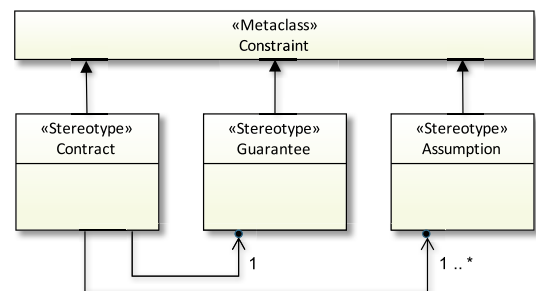 «Metaclass»
Constraint
«Stereotype»
Contract
«Stereotype»
Guarantee
«Stereotype»
Assumption
1
1 .. *